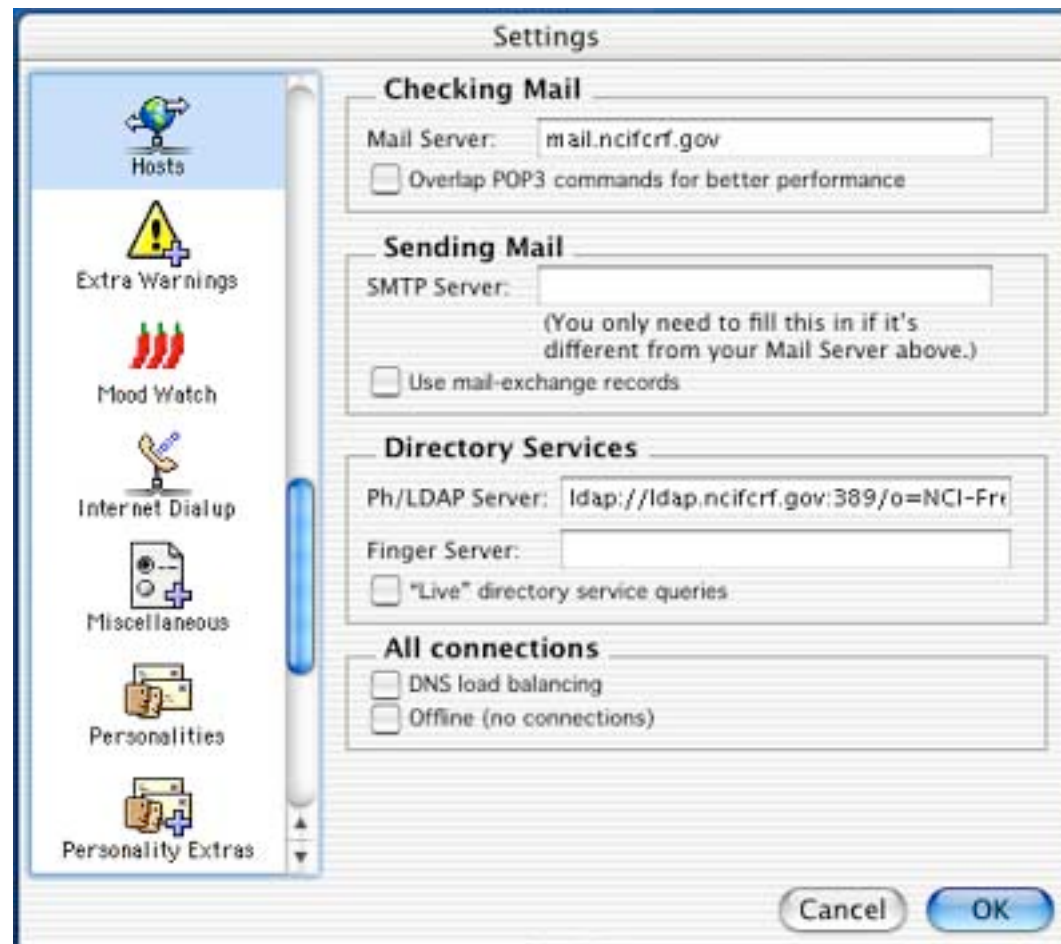 Settings
Hosts
Extra Warnings
Mood Watch
Internet Dialup
Miscellaneous
Personalities
Personality Extras
Checking Mail
Mail Server: mail.ncifcrf.gov
Overlap POP3 commands for better performance
Sending Mail
SMTP Server:
(You only need to fill this in if it's
different from your Mail Server above.)
Use mail-exchange records
Directory Services
Ph/LDAP Server: ldap://ldap.ncifcrf.gov:389/o=NCI-Fre
Finger Server:
"Live" directory service queries
All connections
DNS load balancing
Offline (no connections)
Cancel OK